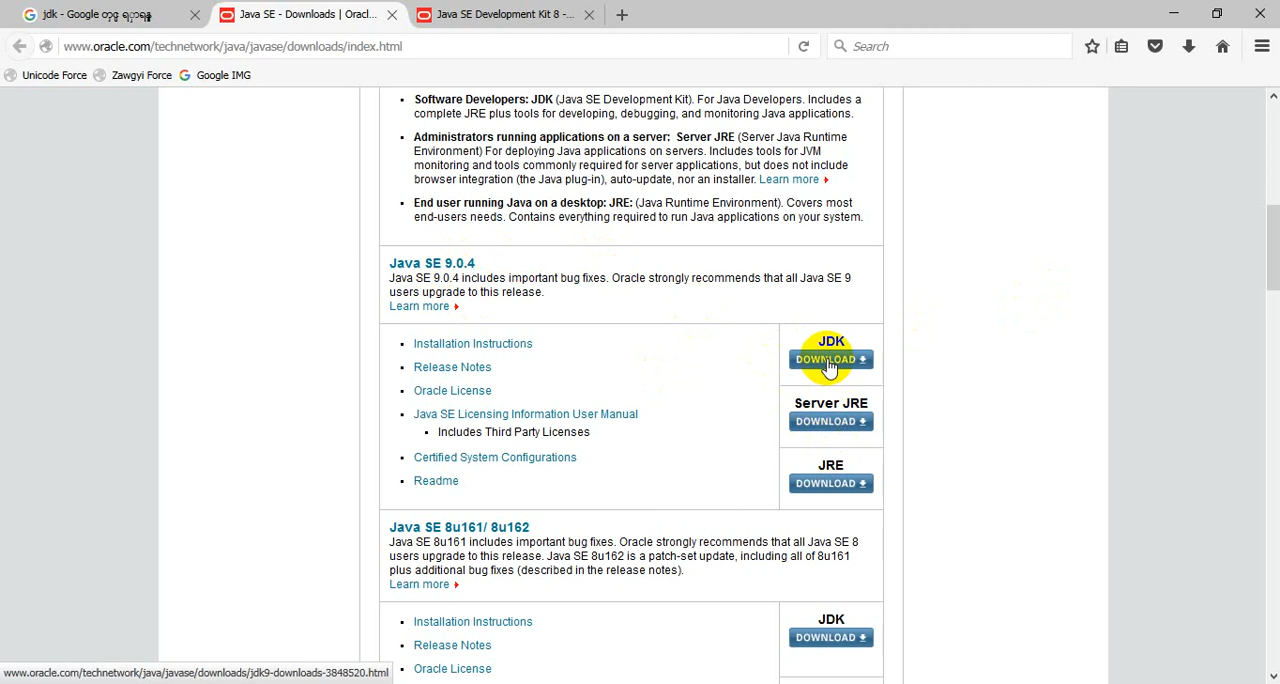 jdk - Google
Java SE - Downloads | Oracl...
Java SE Development Kit 8 -...
www.oracle.com/technetwork/java/javase/downloads/index.html
Search
Unicode Force
Zawgyi Force
Google IMG
• Software Developers: JDK (Java SE Development Kit). For Java Developers. Includes a
complete JRE plus tools for developing, debugging, and monitoring Java applications.
• Administrators running applications on a server: Server JRE (Server Java Runtime
Environment) For deploying Java applications on servers. Includes tools for JVM
monitoring and tools commonly required for server applications, but does not include
browser integration (the Java plug-in), auto-update, nor an installer. Learn more
• End user running Java on a desktop: JRE: (Java Runtime Environment). Covers most
end-users needs. Contains everything required to run Java applications on your system.
Java SE 9.0.4
Java SE 9.0.4 includes important bug fixes. Oracle strongly recommends that all Java SE 9
users upgrade to this release.
Learn more
Installation Instructions
Release Notes
Oracle License
Java SE Licensing Information User Manual
Includes Third Party Licenses
Certified System Configurations
Readme
JDK
DOWNLOAD
Server JRE
DOWNLOAD
JRE
DOWNLOAD
Java SE 8u161/ 8u162
Java SE 8u161 includes important bug fixes. Oracle strongly recommends that all Java SE 8
users upgrade to this release. Java SE 8u162 is a patch-set update, including all of 8u161
plus additional bug fixes (described in the release notes).
Learn more
Installation Instructions
Release Notes
Oracle License
JDK
DOWNLOAD
www.oracle.com/technetwork/java/javase/downloads/jdk9-downloads-3848520.html